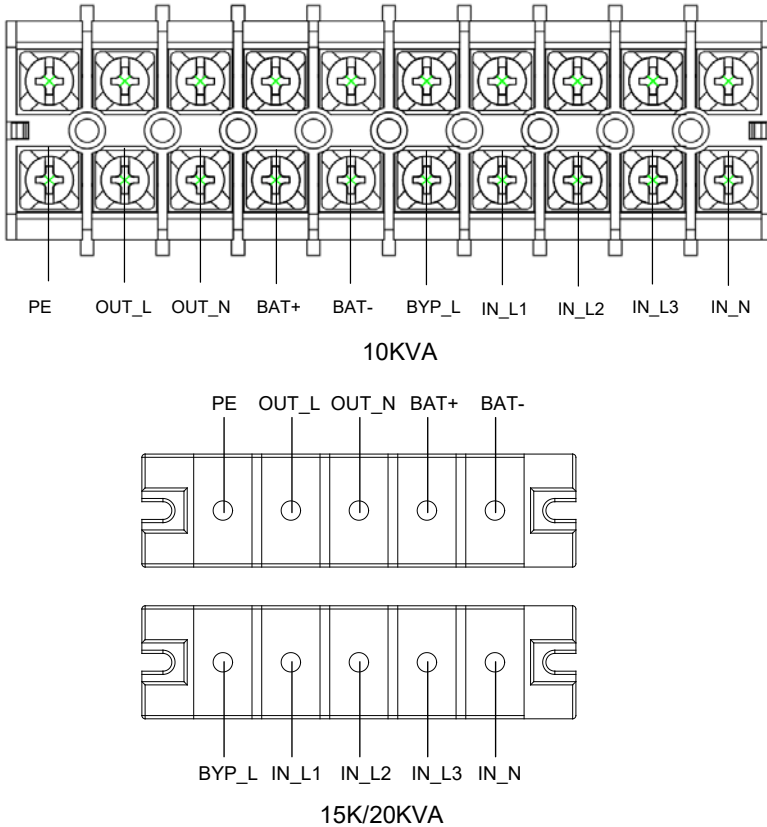 PE OUT_L OUT_N BAT+ BAT- BYP_L IN_L1 IN_L2 IN_L3 IN_N
10KVA
PE OUT_L OUT_N BAT+ BAT-
BYP_L IN_L1 IN_L2 IN_L3 IN_N
15K/20KVA